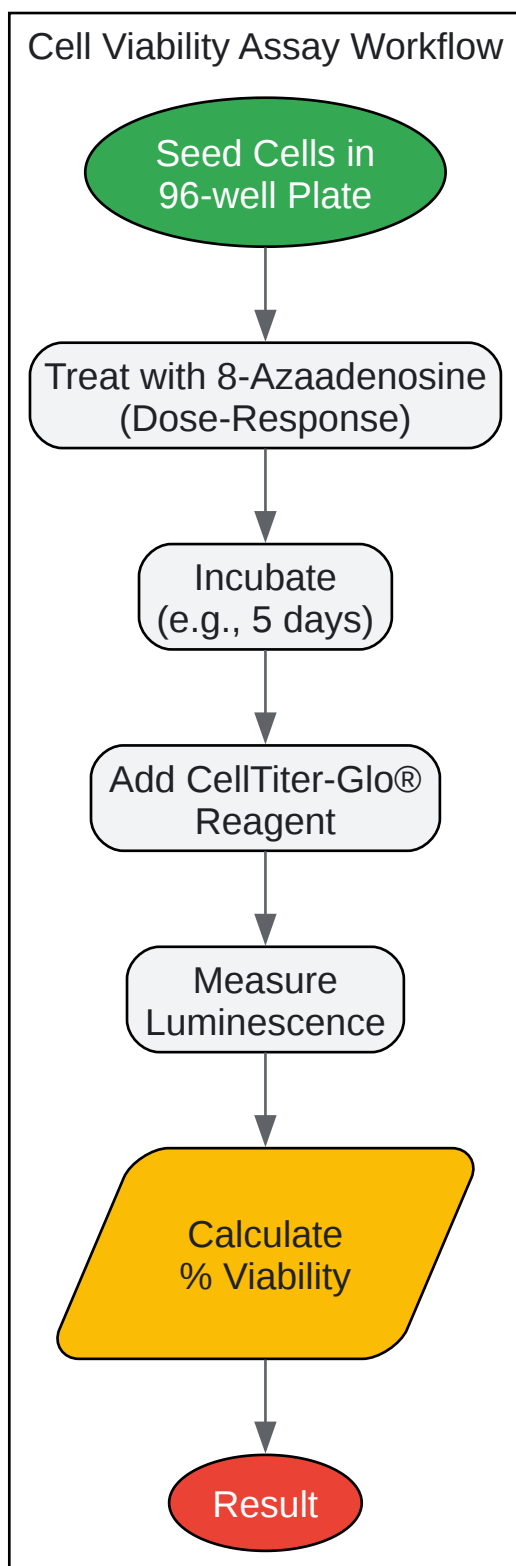 Cell Viability Assay Workflow
Seed Cells in
96-well Plate
Treat with 8-Azaadenosine
(Dose-Response)
Incubate
(e.g., 5 days)
Add CellTiter-Glo®
Reagent
Measure
Luminescence
Calculate
% Viability
Result